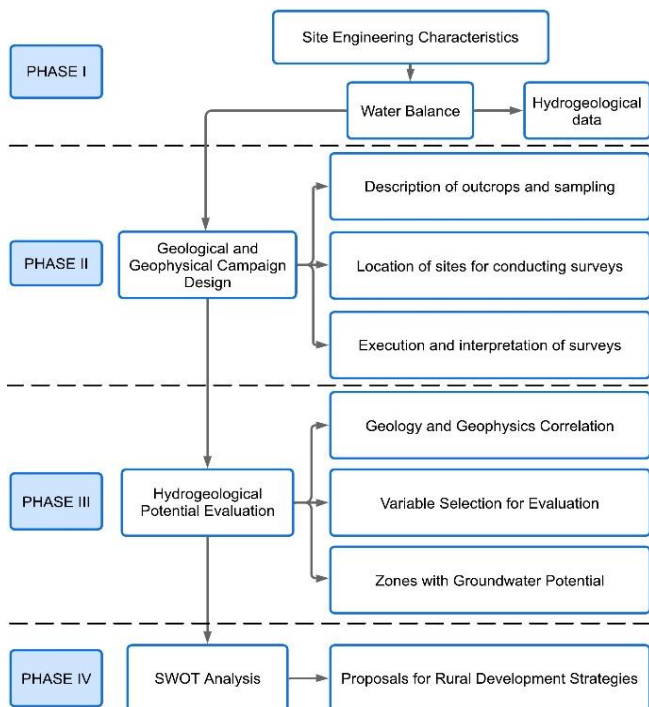 Site Engineering Characteristics
PHASE I
Water Balance
Hydrogeological
data
Description of outcrops and sampling
PHASE II
Geological and
Geophysical Campaign
Design
Location of sites for conducting surveys
Execution and interpretation of surveys
Geology and Geophysics Correlation
PHASE III
Hydrogeological
Potential Evaluation
Variable Selection for Evaluation
Zones with Groundwater Potential
PHASE IV
SWOT Analysis
Proposals for Rural Development Strategies